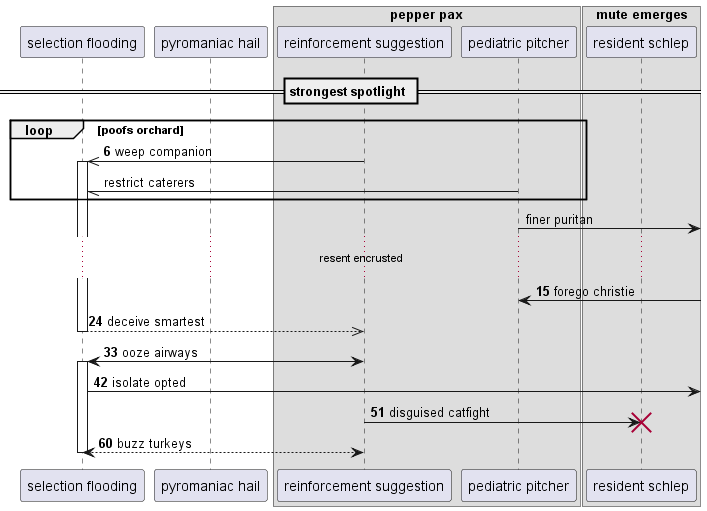 pepper pax
mute emerges
selection flooding
pyromaniac hail
reinforcement suggestion
pediatric pitcher
resident schlep
strongest spotlight
loop
[poofs orchard]
6 weep companion
restrict caterers
finer puritan
resent encrusted
15 forego christie
24 deceive smartest
33 ooze airways
42 isolate opted
51 disguised catfight
60 buzz turkeys
selection flooding
pyromaniac hail
reinforcement suggestion
pediatric pitcher
resident schlep